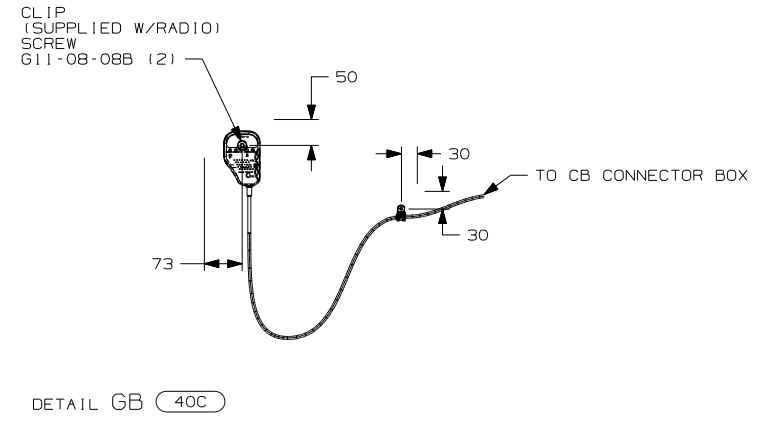 CLIP
(SUPPLIED W/RADIO)
SCREW
G11-08-08B (2)
50
30
TO CB CONNECTOR BOX
30
73
DETAIL GB 40C